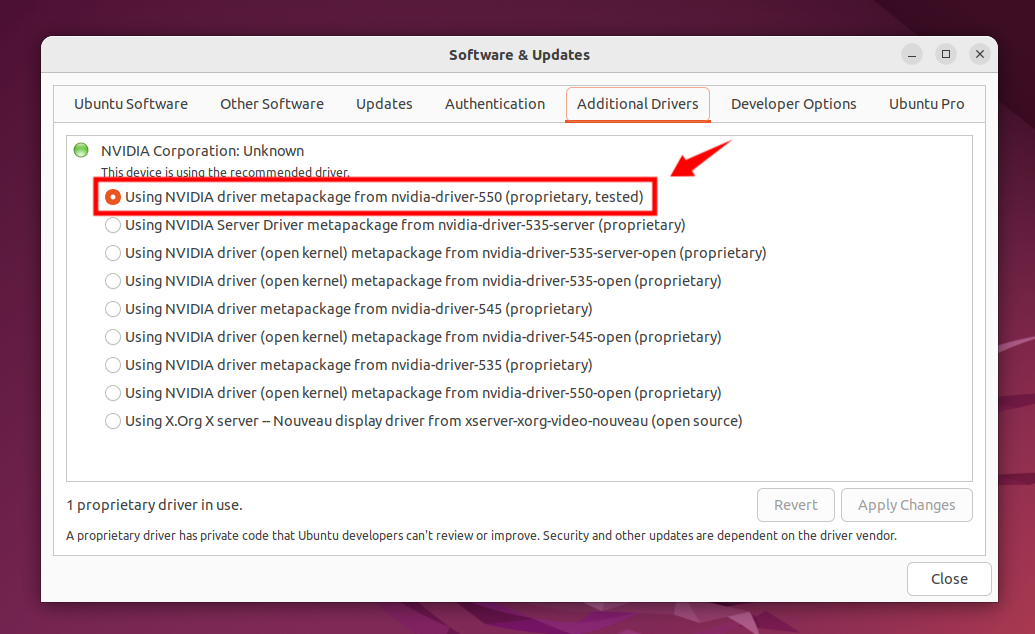 Software & Updates
Ubuntu Software Other Software Updates Authentication Additional Drivers Developer Options Ubuntu Pro
NVIDIA Corporation: Unknown
This device is using the recommended driver.
Using NVIDIA driver metapackage from nvidia-driver-550 (proprietary, tested)
Using NVIDIA Server Driver metapackage from nvidia-driver-535-server (proprietary)
Using NVIDIA driver (open kernel) metapackage from nvidia-driver-535-server-open (proprietary)
Using NVIDIA driver (open kernel) metapackage from nvidia-driver-535-open (proprietary)
Using NVIDIA driver metapackage from nvidia-driver-545 (proprietary)
Using NVIDIA driver (open kernel) metapackage from nvidia-driver-545-open (proprietary)
Using NVIDIA driver metapackage from nvidia-driver-535 (proprietary)
Using NVIDIA driver (open kernel) metapackage from nvidia-driver-550-open (proprietary)
Using X.Org X server -- Nouveau display driver from xserver-xorg-video-nouveau (open source)
1 proprietary driver in use.
Revert Apply Changes
A proprietary driver has private code that Ubuntu developers can't review or improve. Security and other updates are dependent on the driver vendor.
Close